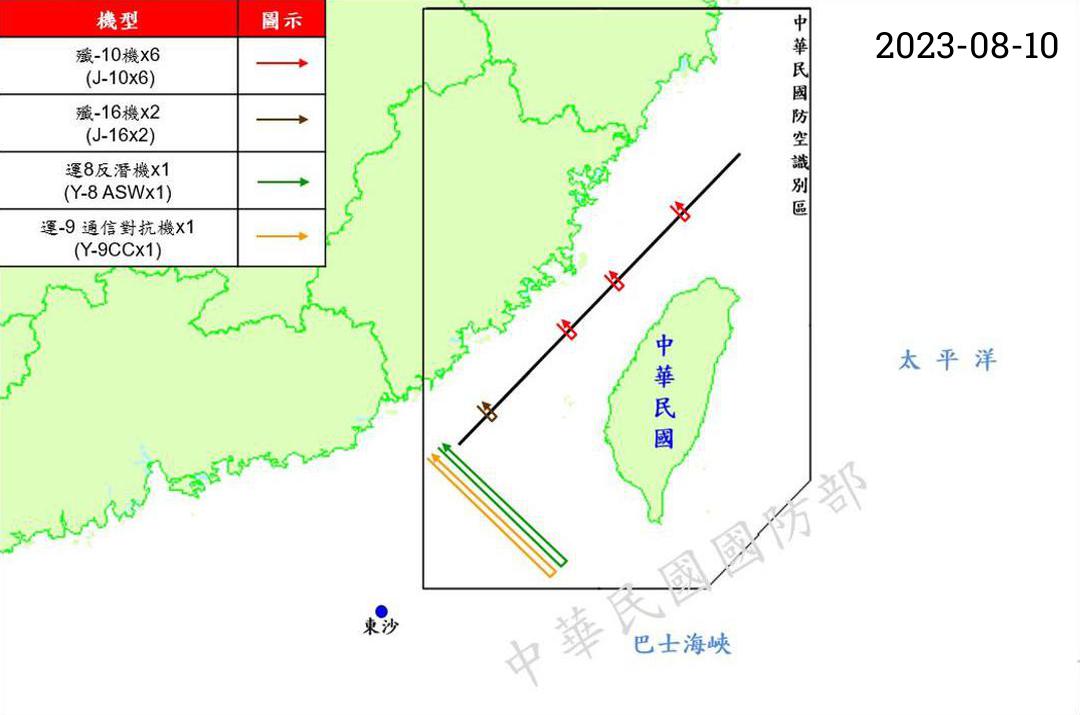 機型 圖示
殲-10機x6
(J-10x6)
殲-16機x2
(J-16x2)
運8反潛機x1
(Y-8 ASWx1)
運-9 通信對抗機x1
(Y-9CCx1)
2023-08-10
中華民國防空識別區
中華民國
太平洋
東沙
巴士海峽
中華民國國防部